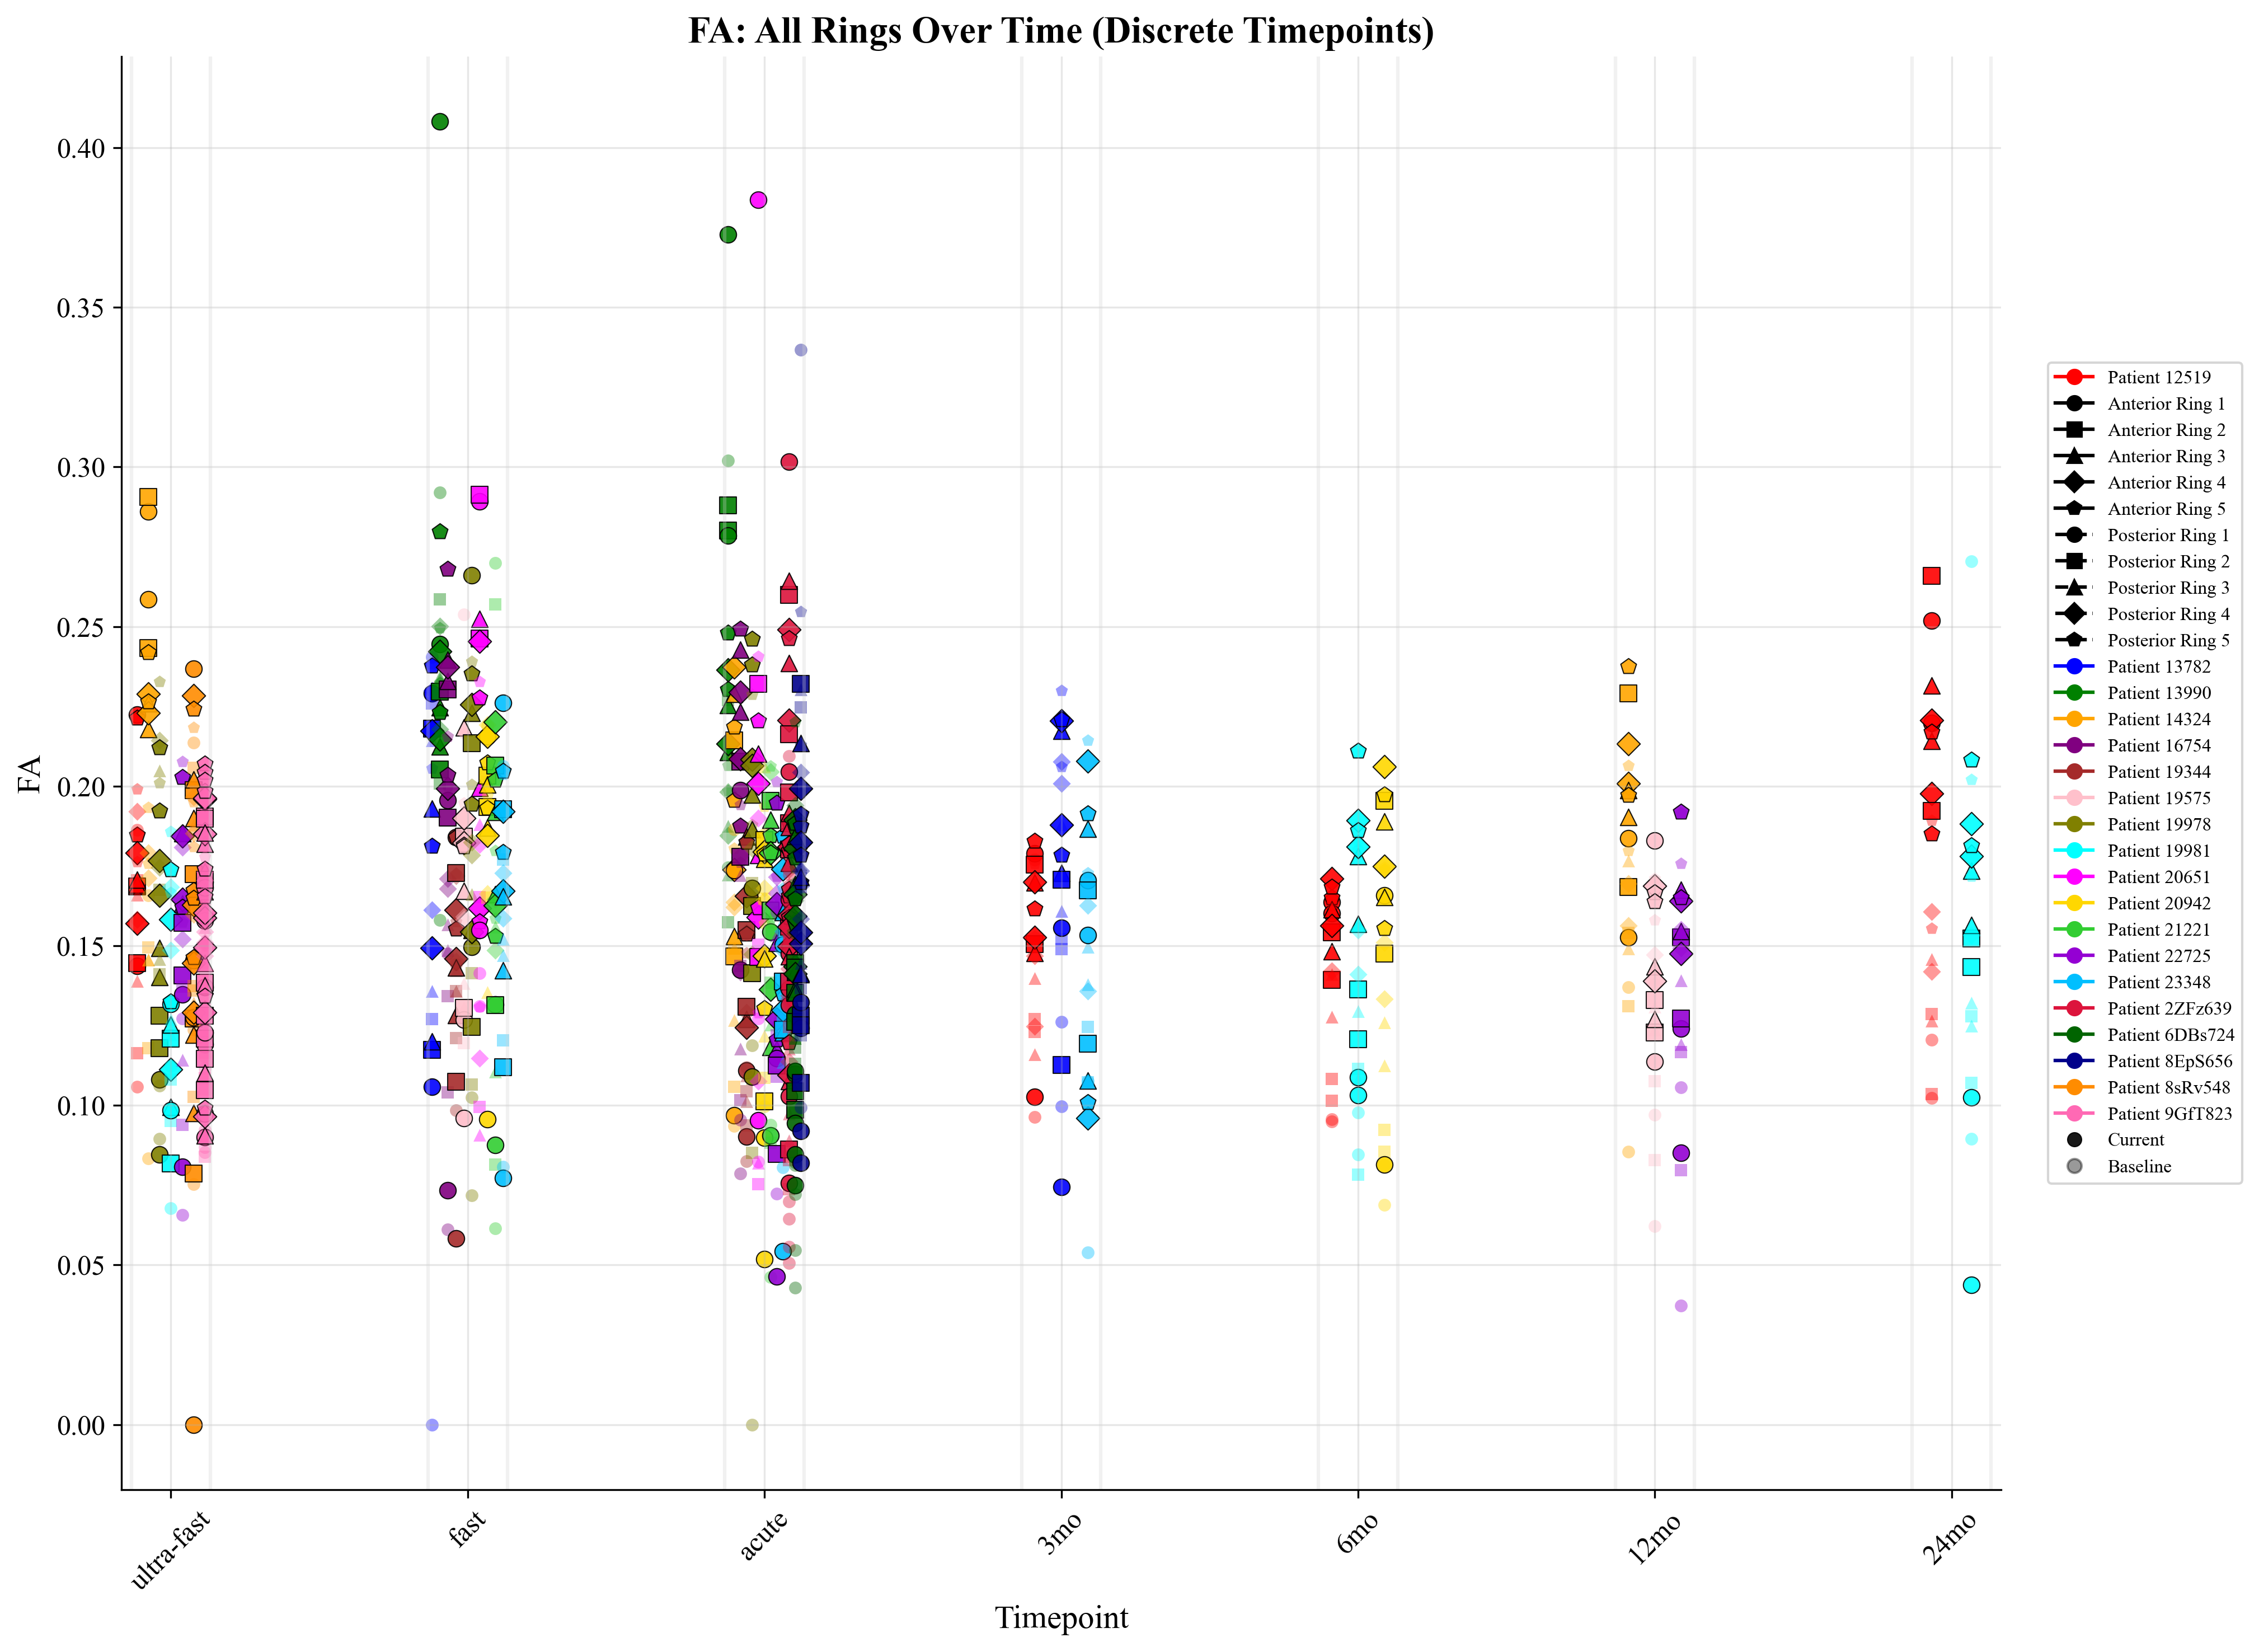 FA: All Rings Over Time (Discrete Timepoints)
FA
0.40
0.35
0.30
0.25
0.20
0.15
0.10
0.05
0.00
ultra-fast
fast
acute
3mo
6mo
12mo
24mo
Timepoint
Patient 12519
Anterior Ring 1
Anterior Ring 2
Anterior Ring 3
Anterior Ring 4
Anterior Ring 5
Posterior Ring 1
Posterior Ring 2
Posterior Ring 3
Posterior Ring 4
Posterior Ring 5
Patient 13782
Patient 13990
Patient 14324
Patient 16754
Patient 19344
Patient 19575
Patient 19978
Patient 19981
Patient 20651
Patient 20942
Patient 21221
Patient 22725
Patient 23348
Patient 2ZFz639
Patient 6DBs724
Patient 8EpS656
Patient 8sRv548
Patient 9GfT823
Current
Baseline